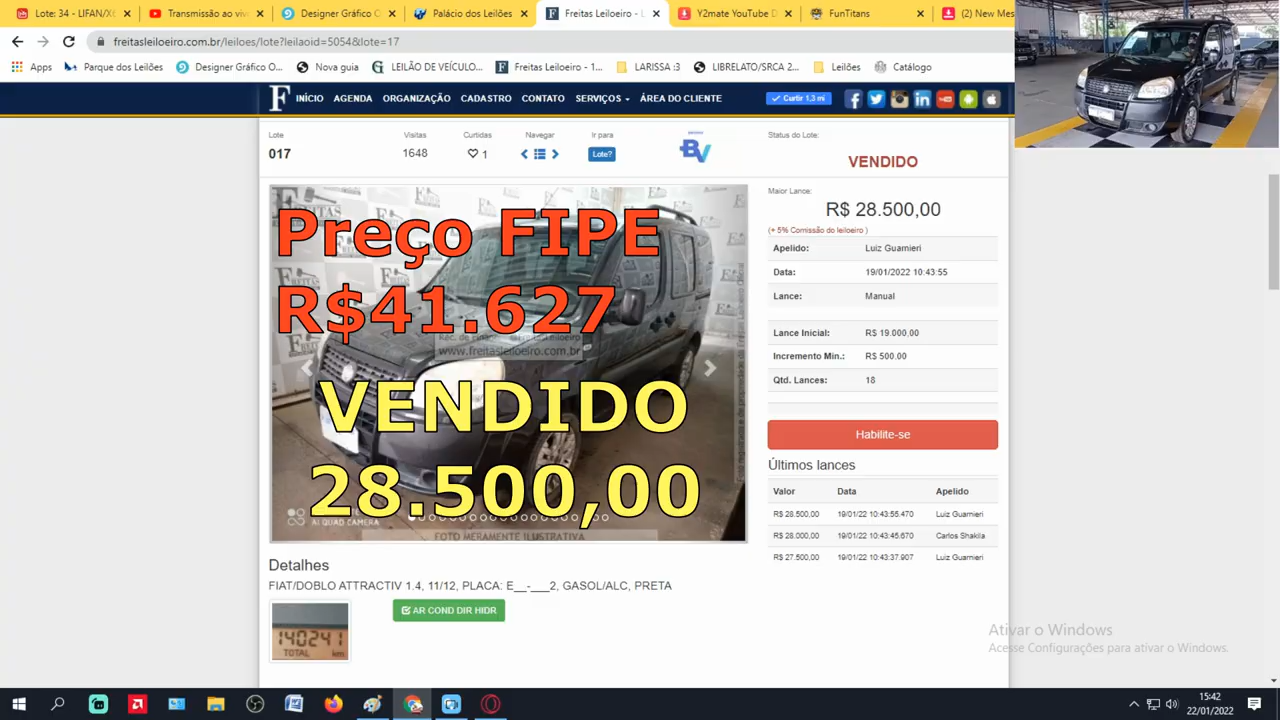 Lote: 34 - LIFAN/X6
Transmissão ao viv
Designer Gráfico O
Palácio dos Leilões
Freitas Leiloeiro - L
Y2mate YouTube D
FunTitans
(2) New Mes
freitasleiloeiro.com.br/leiloes/lote?leilaoid=5054&lote=17
Apps
Parque dos Leilões
Designer Gráfico O...
Nova guia
LEILÃO DE VEÍCULO...
Freitas Leiloeiro - 1...
LARISSA :3
LIBRELATO/SRCA 2...
Leilões
Catálogo
F INÍCIO AGENDA ORGANIZAÇÃO CADASTRO CONTATO SERVIÇOS ÁREA DO CLIENTE
Curtir 1,3 mi
Lote Visitas Curtidas Navegar Ir para
017 1648 1 Lote?
BV
Status do Lote:
VENDIDO
Maior Lance:
R$ 28.500,00
(+ 5% Comissão do leiloeiro )
Apelido: Luiz Guarnieri
Data: 19/01/2022 10:43:55
Lance: Manual
Lance Inicial: R$ 19.000,00
Incremento Min.: R$ 500.00
Qtd. Lances: 18
Habilite-se
Últimos lances
Valor Data Apelido
R$ 28.500,00 19/01/22 10:43:55.470 Luiz Guarnieri
R$ 28.000,00 19/01/22 10:43:45.670 Carlos Shakila
R$ 27.500,00 19/01/22 10:43:37.907 Luiz Guarnieri
Preço FIPE
R$41.627
www.freitasleiloeiro.com.br
VENDIDO
28.500,00
AI QUAD CAMERA
FOTO MERAMENTE ILUSTRATIVA
Detalhes
FIAT/DOBLO ATTRACTIV 1.4, 11/12, PLACA: E__-___2, GASOL/ALC, PRETA
140241
TOTAL km
AR COND DIR HIDR
Ativar o Windows
Acesse Configurações para ativar o Windows.
15:42
22/01/2022